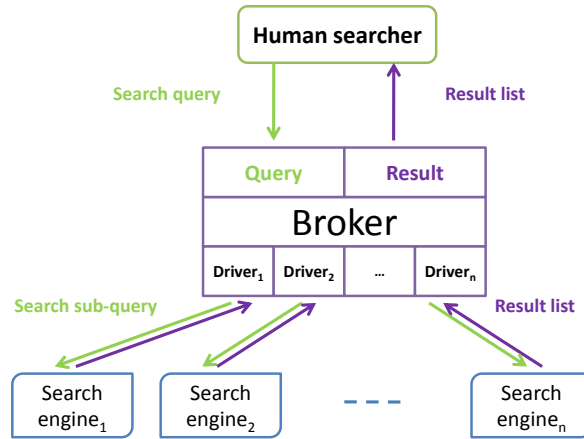 Human searcher
Search query
Result list
Query
Result
Broker
Driver₁
Driver₂
...
Driverₙ
Search sub-query
Result list
Search
engine₁
Search
engine₂
Search
engineₙ